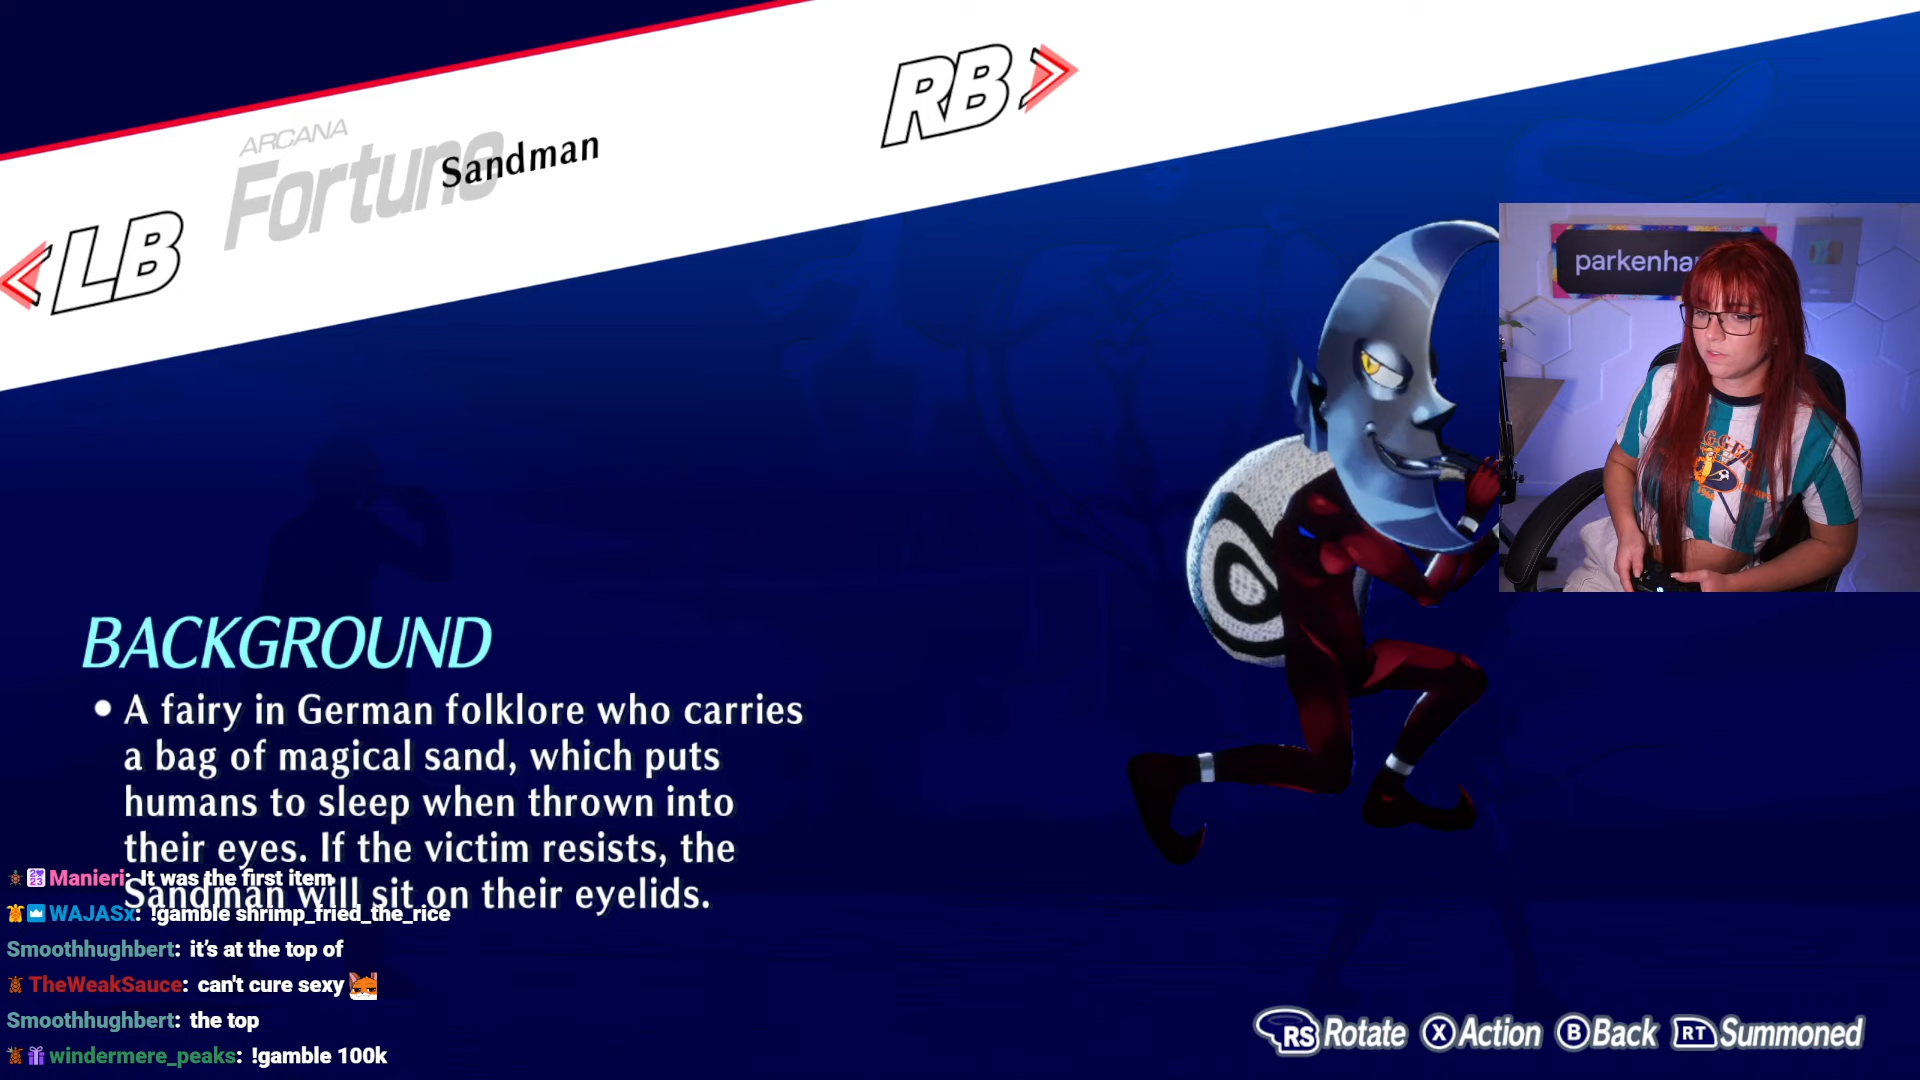 ARCANA
Fortune
Sandman
LB
RB
parkenha
BACKGROUND
• A fairy in German folklore who carries
a bag of magical sand, which puts
humans to sleep when thrown into
their eyes. If the victim resists, the
Sandman will sit on their eyelids.
Manieri: It was the first item
WAJASx: !gamble shrimp_fried_the_rice
Smoothhughbert: it's at the top of
TheWeakSauce: can't cure sexy
Smoothhughbert: the top
windermere_peaks: !gamble 100k
RS Rotate X Action B Back RT Summoned